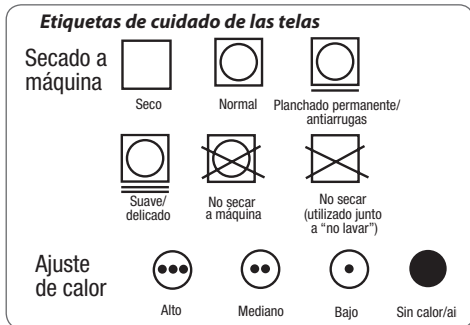 Etiquetas de cuidado de las telas
Secado a
máquina
Seco
Normal
Planchado permanente/
antiarrugas
Suave/
delicado
No secar
a máquina
No secar
(utilizado junto
a “no lavar”)
Ajuste
de calor
Alto
Mediano
Bajo
Sin calor/ai